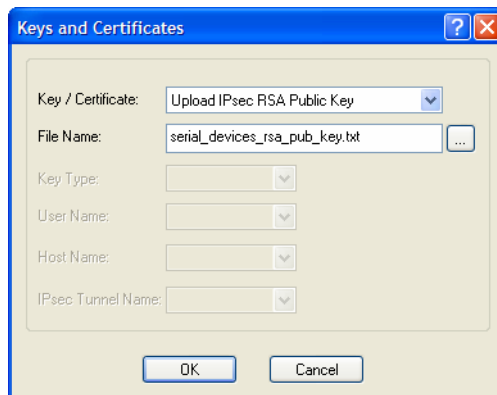 Keys and Certificates
Key / Certificate: Upload IPsec RSA Public Key
File Name: serial_devices_rsa_pub_key.txt ...
Key Type:
User Name:
Host Name:
IPsec Tunnel Name:
OK Cancel